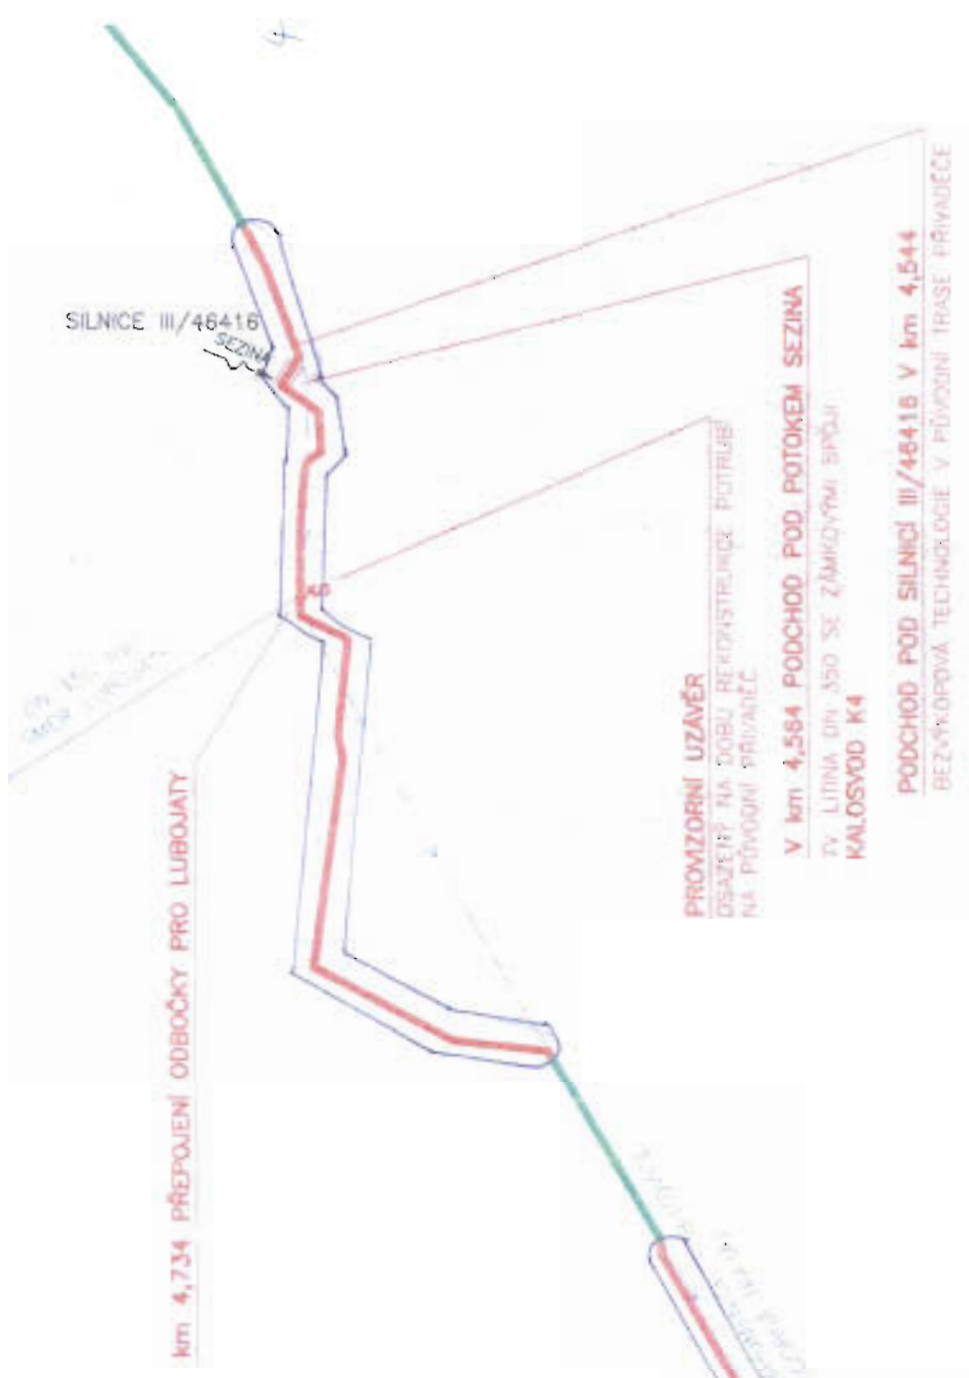 SILNICE III/46416
SEZINA
PODCHOD POD SILNICÍ III/46416 V km 4,544
BEZVÝKOPOVÁ TECHNOLOGIE V PŮVODNÍ TRASE PŘIVADĚČE
V km 4,564 PODCHOD POD POTOKEM SEZINA
TV LITINA DN 350 SE ZÁMKOVÝMI SPOJI
KALOSVOD K4
PROVIZORNÍ UZÁVĚR
OSAZENÝ NA DOBU REKONSTRUKCE POTRUBÍ
NA PŮVODNÍ PŘIVADĚČ
km 4,734 PŘEPOJENÍ ODBOČKY PRO LUBOJATY